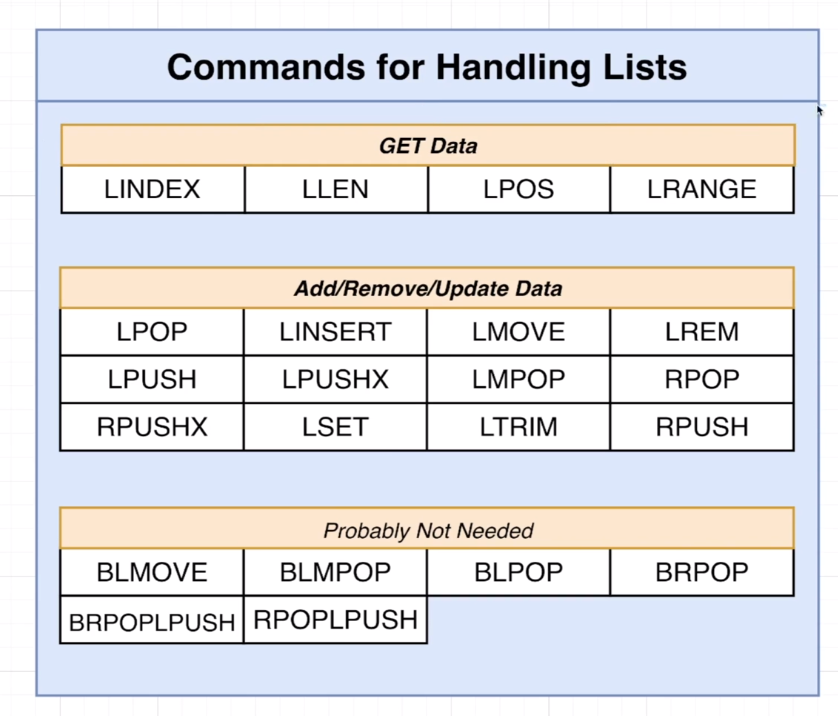 Commands for Handling Lists
GET Data
LINDEX LLEN LPOS LRANGE
Add/Remove/Update Data
LPOP LINSERT LMOVE LREM
LPUSH LPUSHX LMPOP RPOP
RPUSHX LSET LTRIM RPUSH
Probably Not Needed
BLMOVE BLMPOP BLPOP BRPOP
BRPOPLPUSH RPOPLPUSH